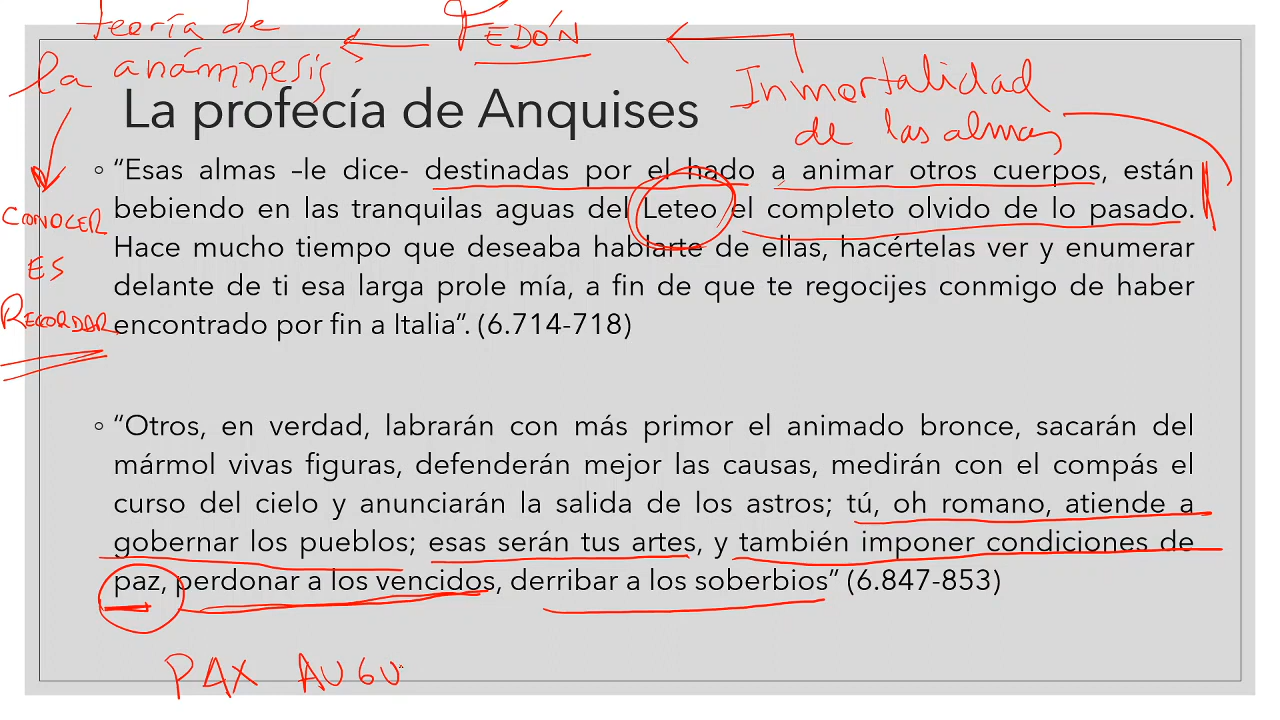 teoría de
la anámnesis
FEDÓN
Inmortalidad
de las almas
La profecía de Anquises
CONOCER
ES
RECORDAR
◦ “Esas almas –le dice- destinadas por el hado a animar otros cuerpos, están
bebiendo en las tranquilas aguas del Leteo el completo olvido de lo pasado.
Hace mucho tiempo que deseaba hablarte de ellas, hacértelas ver y enumerar
delante de ti esa larga prole mía, a fin de que te regocijes conmigo de haber
encontrado por fin a Italia”. (6.714-718)
◦ “Otros, en verdad, labrarán con más primor el animado bronce, sacarán del
mármol vivas figuras, defenderán mejor las causas, medirán con el compás el
curso del cielo y anunciarán la salida de los astros; tú, oh romano, atiende a
gobernar los pueblos; esas serán tus artes, y también imponer condiciones de
paz, perdonar a los vencidos, derribar a los soberbios” (6.847-853)
PAX AUGU